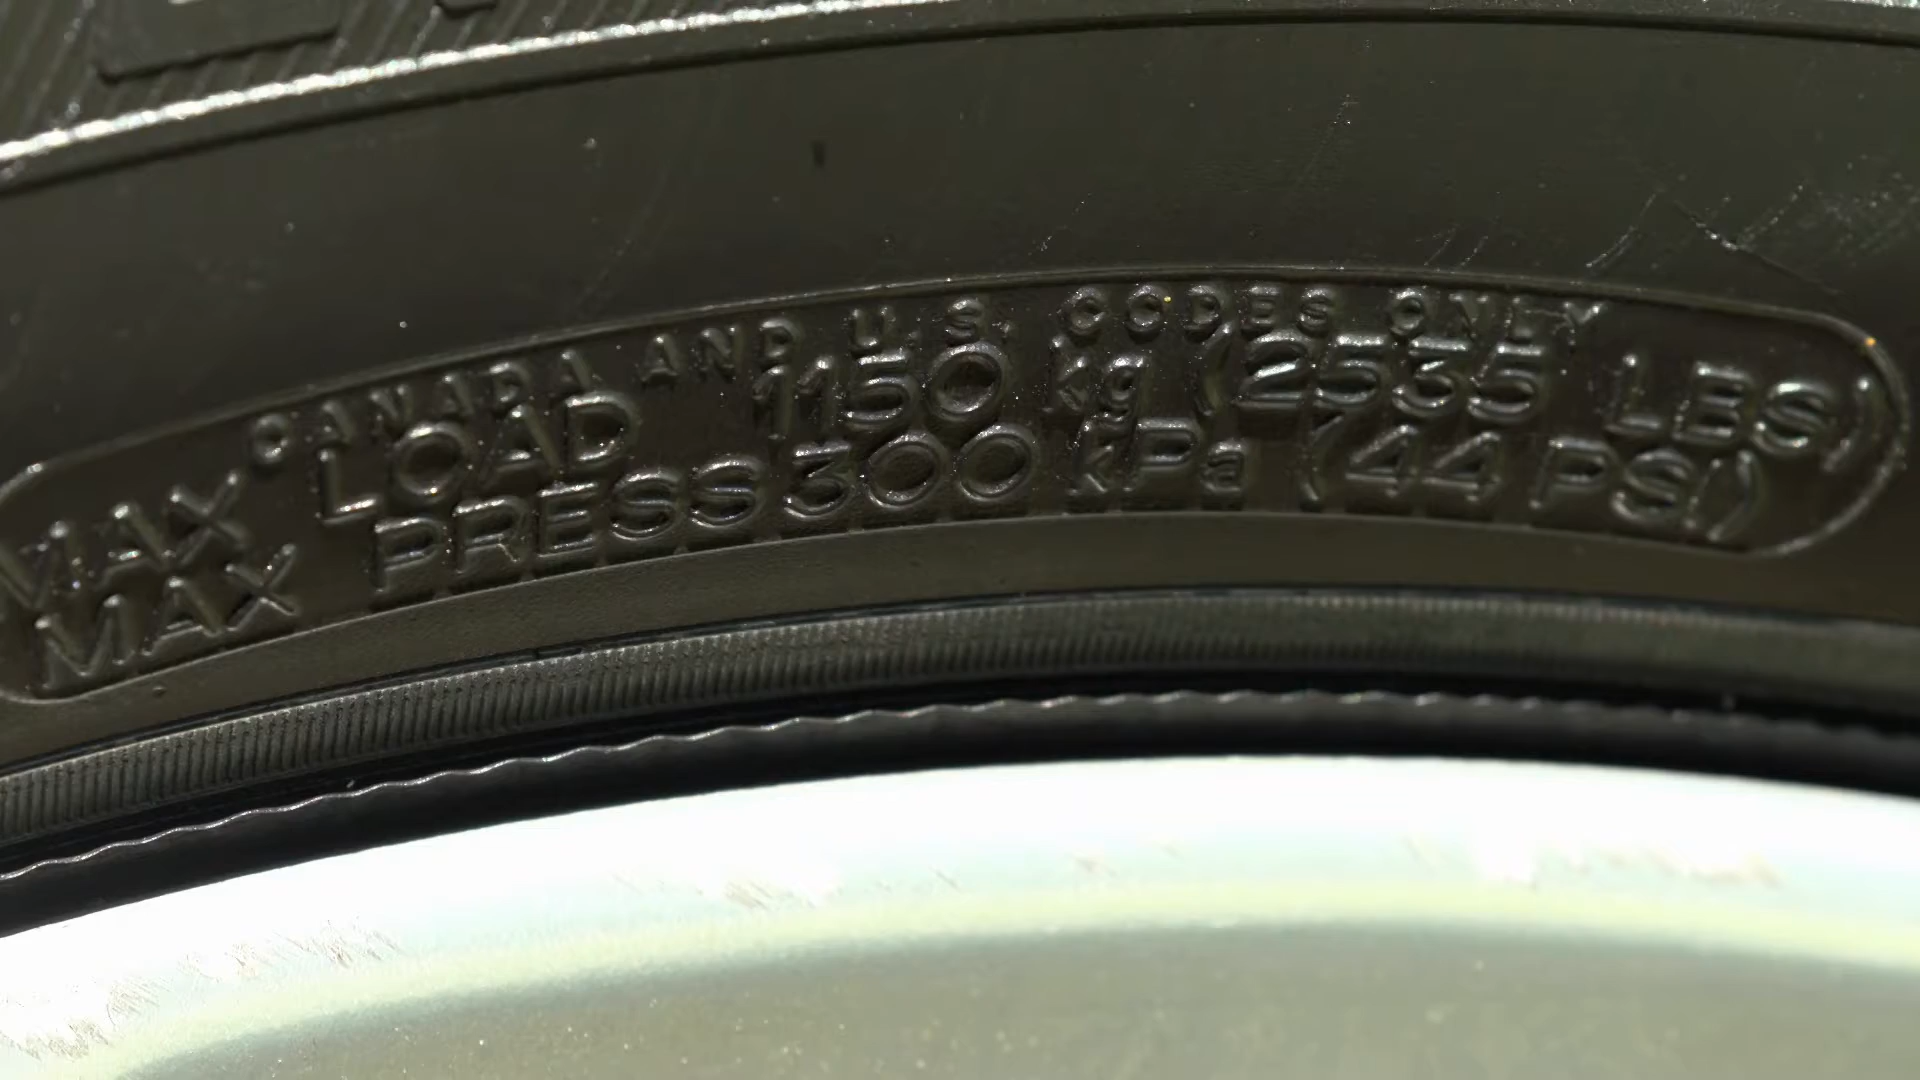 CANADA AND U.S. CODES ONLY
MAX LOAD 1150 kg (2535 LBS)
MAX PRESS 300 kPa (44 PSI)